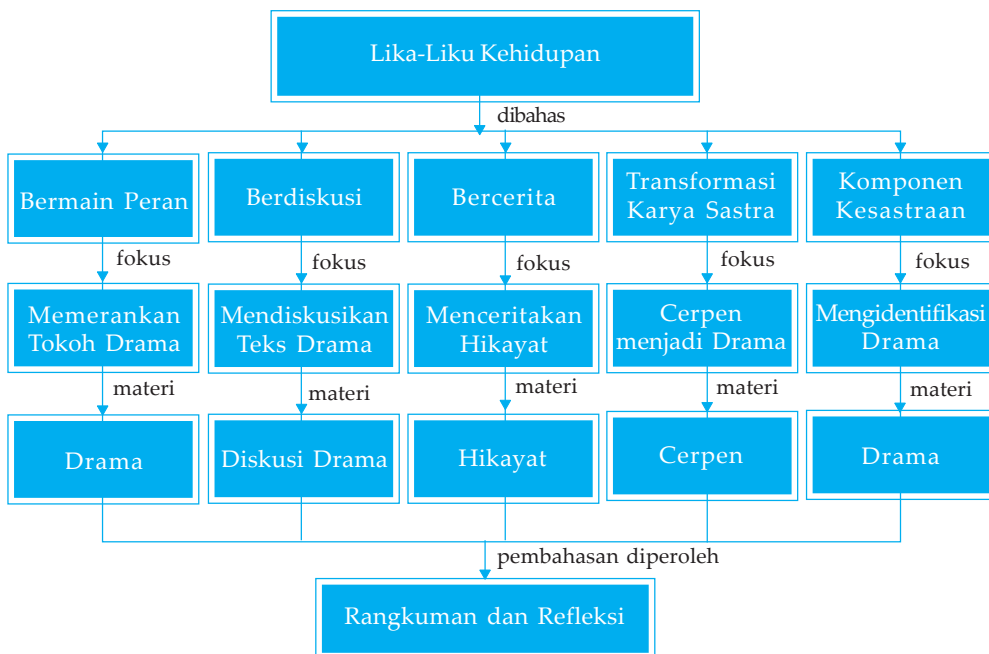 Lika-Liku Kehidupan
dibahas
Bermain Peran
Berdiskusi
Bercerita
Transformasi
Karya Sastra
Komponen
Kesastraan
fokus
fokus
fokus
fokus
fokus
Memerankan
Tokoh Drama
Mendiskusikan
Teks Drama
Menceritakan
Hikayat
Cerpen
menjadi Drama
Mengidentifikasi
Drama
materi
materi
materi
materi
materi
Drama
Diskusi Drama
Hikayat
Cerpen
Drama
pembahasan diperoleh
Rangkuman dan Refleksi